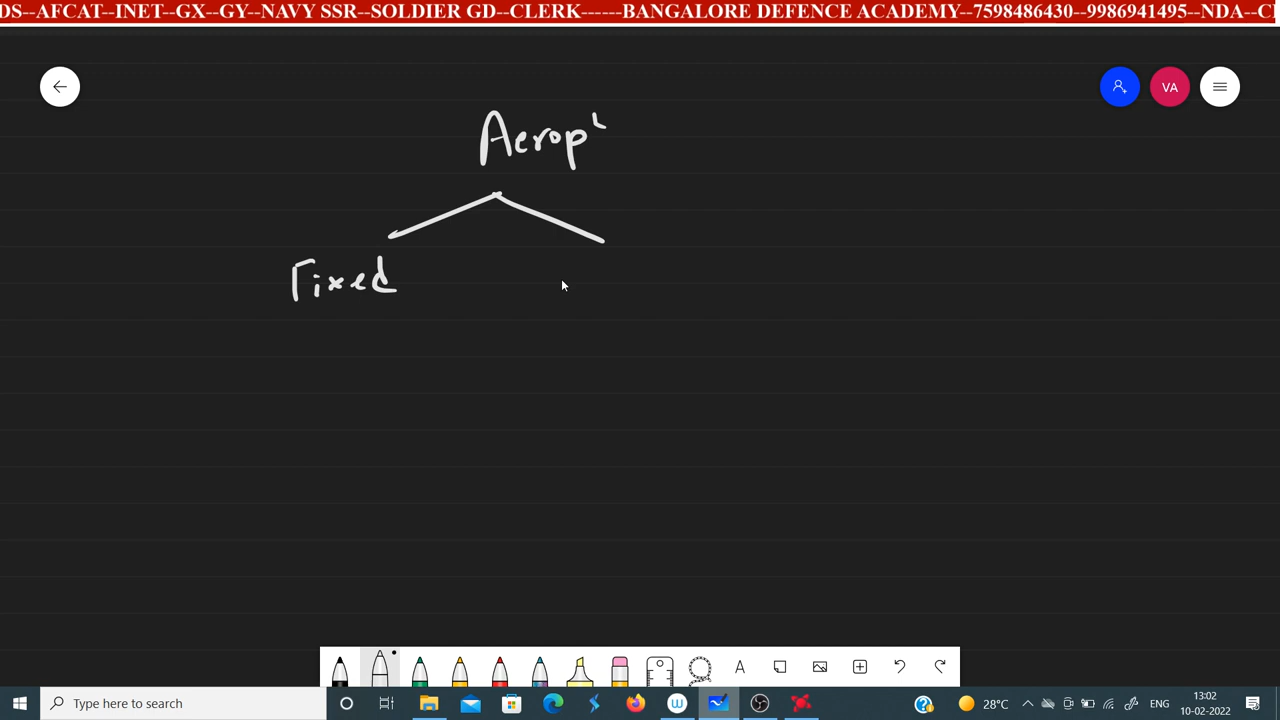 DS--AFCAT--INET--GX--GY--NAVY SSR--SOLDIER GD--CLERK------BANGALORE DEFENCE ACADEMY--7598486430--9986941495--NDA--C
VA
Aerop
Fixed
A
Type here to search
28°C
ENG
13:02
10-02-2022